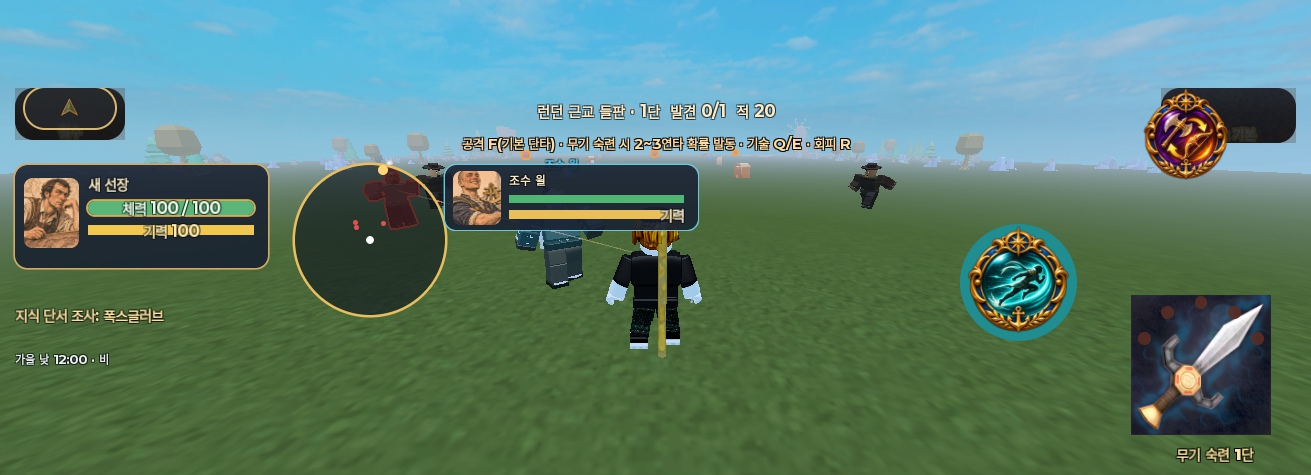 런던 근교 들판 · 1단 발견 0/1 적 20
공격 F(기본 단타) · 무기 숙련 시 2~3연타 확률 발동 · 기술 Q/E · 회피 R
조수 윌
새 선장
체력 100 / 100
기력 100
조수 윌
기력
지식 단서 조사: 폭스글러브
가을 낮 12:00 · 비
무기 숙련 1단